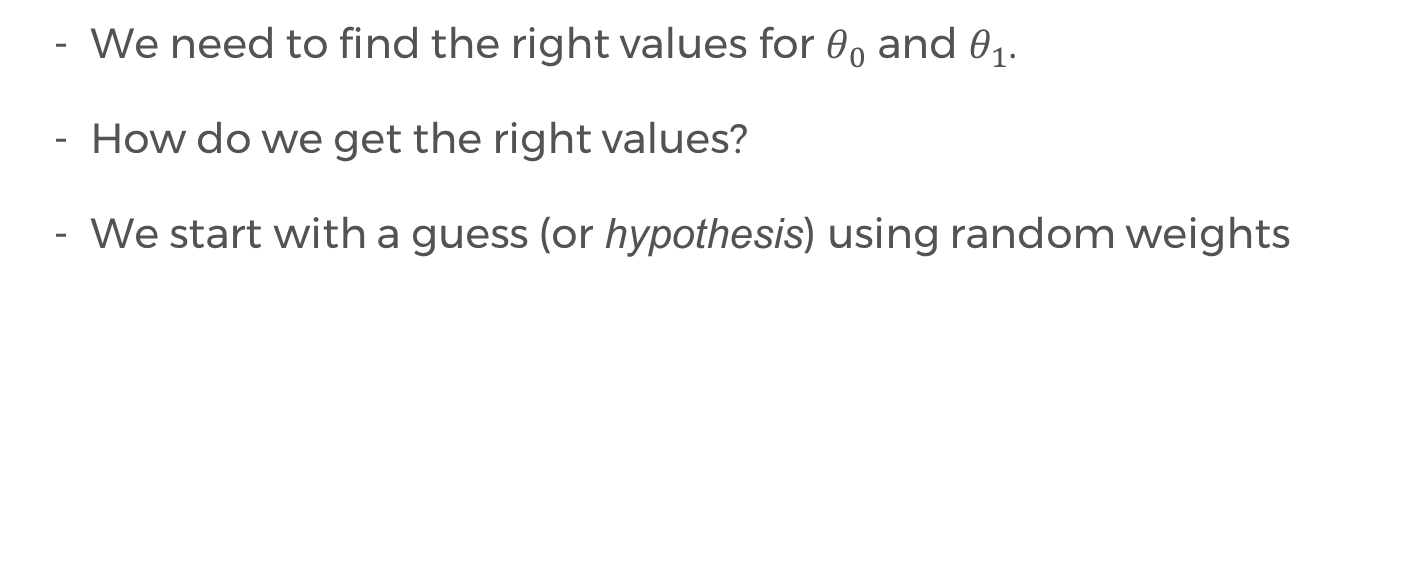 - We need to find the right values for θ₀ and θ₁.
- How do we get the right values?
- We start with a guess (or hypothesis) using random weights